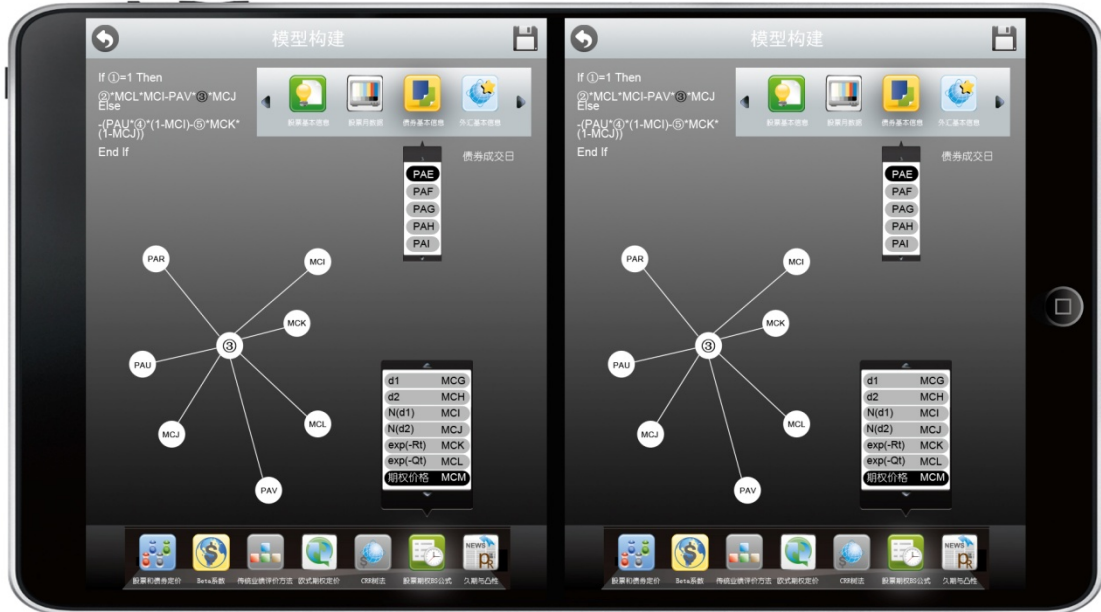 模型构建
If ①=1 Then
②*MCL*MCI-PAV*③*MCJ
Else
-(PAU*④*(1-MCI)-⑤*MCK*
(1-MCJ))
End If
股票基本信息
股票月数据
债券基本信息
外汇基本信息
债券成交日
PAE
PAF
PAG
PAH
PAI
PAR
MCI
MCK
③
PAU
MCJ
MCL
PAV
d1 MCG
d2 MCH
N(d1) MCI
N(d2) MCJ
exp(-Rt) MCK
exp(-Qt) MCL
期权价格 MCM
NEWS
股票和债券定价
Beta系数
传统业绩评价方法
欧式期权定价
CRR树法
股票期权BS公式
久期与凸性
模型构建
If ①=1 Then
②*MCL*MCI-PAV*③*MCJ
Else
-(PAU*④*(1-MCI)-⑤*MCK*
(1-MCJ))
End If
股票基本信息
股票月数据
债券基本信息
外汇基本信息
债券成交日
PAE
PAF
PAG
PAH
PAI
PAR
MCI
MCK
③
PAU
MCJ
MCL
PAV
d1 MCG
d2 MCH
N(d1) MCI
N(d2) MCJ
exp(-Rt) MCK
exp(-Qt) MCL
期权价格 MCM
NEWS
股票和债券定价
Beta系数
传统业绩评价方法
欧式期权定价
CRR树法
股票期权BS公式
久期与凸性